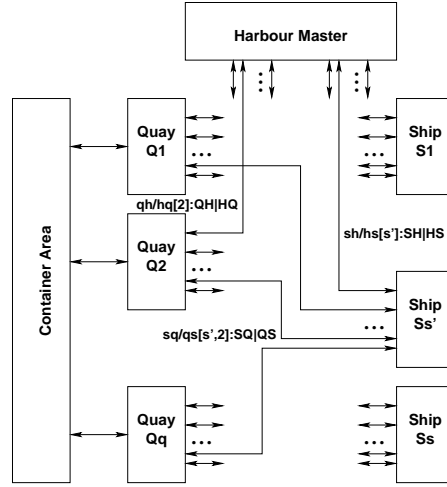 Harbour Master
Container Area
Quay
Q1
...
Ship
S1
...
qh/hq[2]:QH|HQ
sh/hs[s']:SH|HS
Quay
Q2
...
Ship
Ss'
...
sq/qs[s',2]:SQ|QS
Quay
Qq
...
Ship
Ss
...